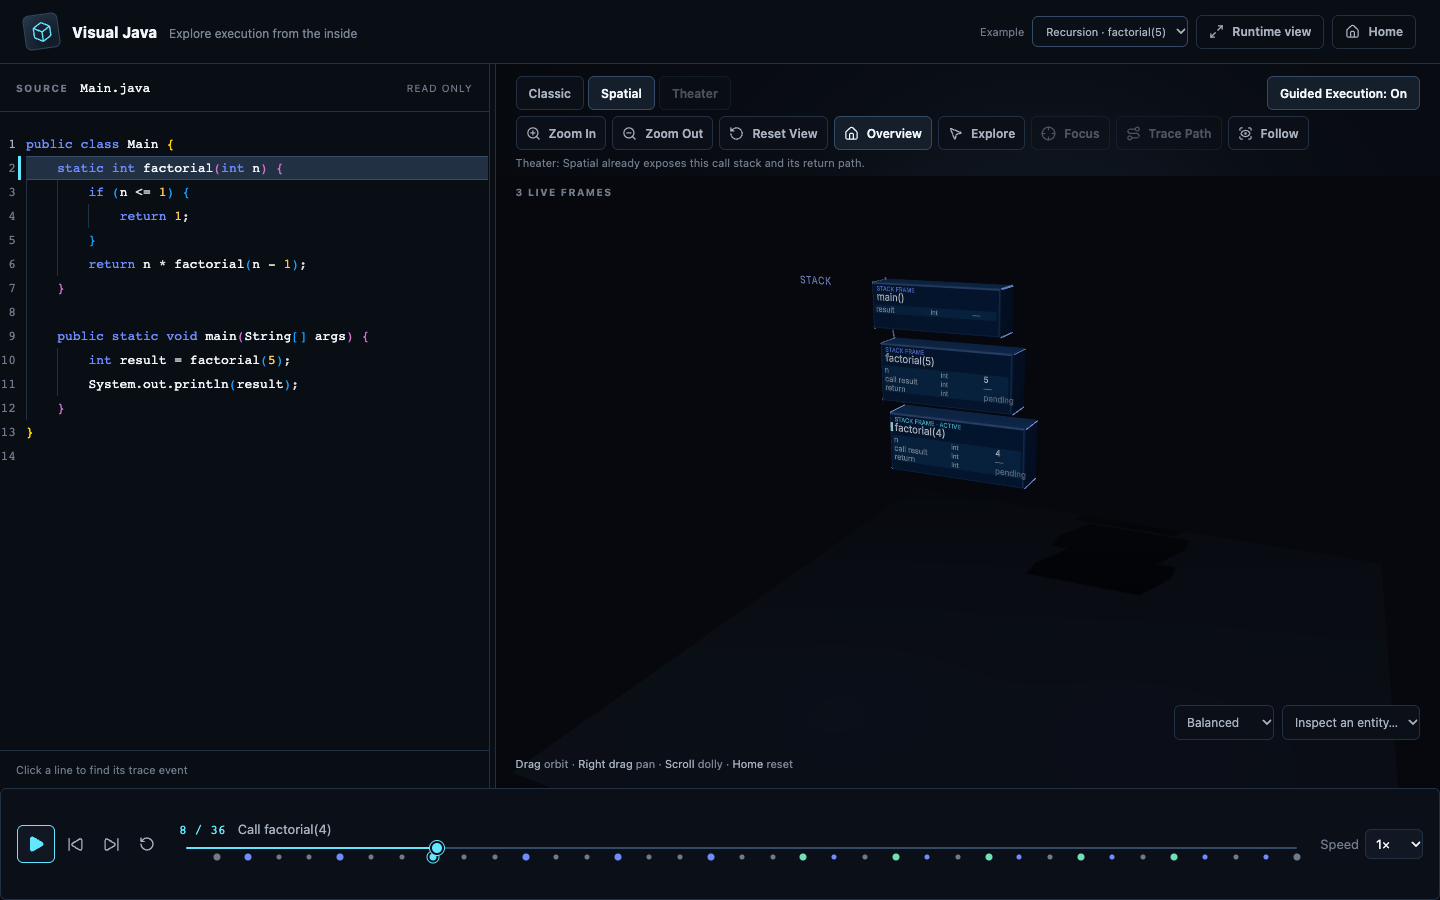 Visual Java Explore execution from the inside
Example Recursion · factorial(5) Runtime view Home
SOURCE Main.java READ ONLY
Classic Spatial Theater Guided Execution: On
Zoom In Zoom Out Reset View Overview Explore Focus Trace Path Follow
Theater: Spatial already exposes this call stack and its return path.
3 LIVE FRAMES
1 public class Main {
2 static int factorial(int n) {
3 if (n <= 1) {
4 return 1;
5 }
6 return n * factorial(n - 1);
7 }
8
9 public static void main(String[] args) {
10 int result = factorial(5);
11 System.out.println(result);
12 }
13 }
14
Click a line to find its trace event
STACK
STACK FRAME
main()
result int —
STACK FRAME
factorial(5)
n int 5
call result int —
return int pending
STACK FRAME · ACTIVE
factorial(4)
n int 4
call result int —
return int pending
Balanced Inspect an entity...
Drag orbit · Right drag pan · Scroll dolly · Home reset
8 / 36 Call factorial(4)
Speed 1×